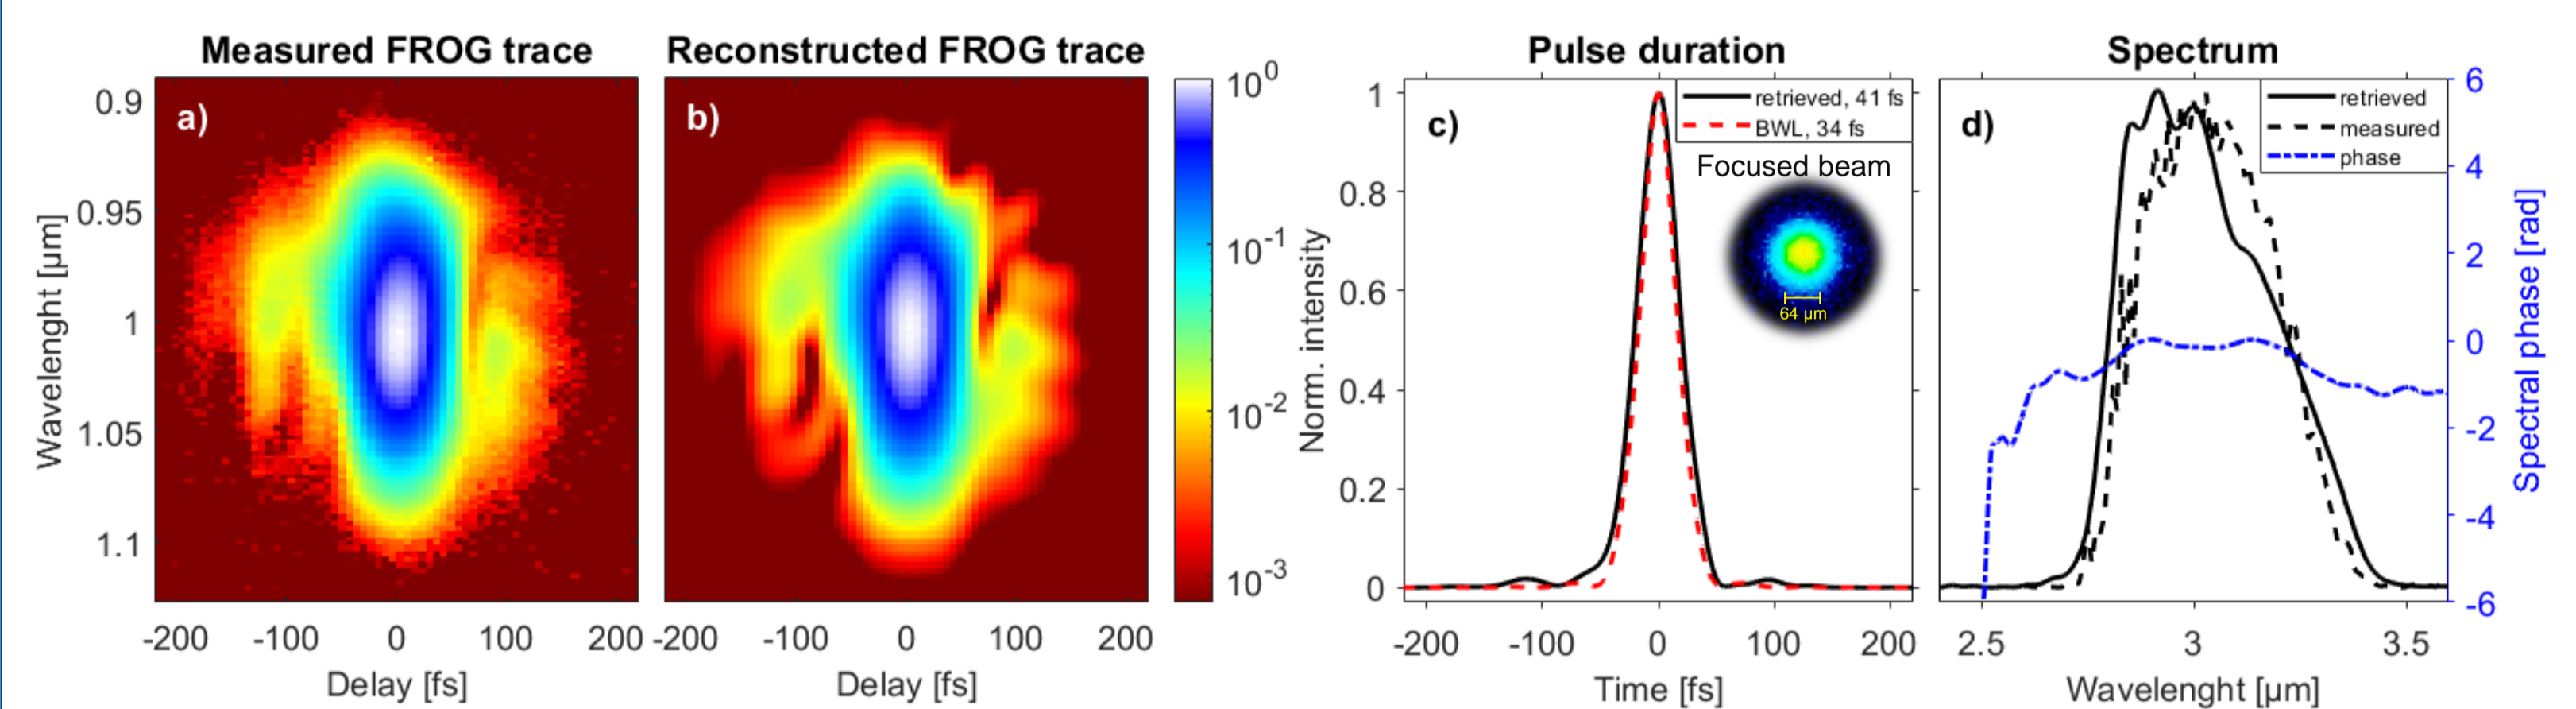 Measured FROG trace
a)
0.9
0.95
1
1.05
1.1
Wavelenght [µm]
-200 -100 0 100 200
Delay [fs]
Reconstructed FROG trace
b)
-200 -100 0 100 200
Delay [fs]
10^0
10^-1
10^-2
10^-3
Pulse duration
c)
retrieved, 41 fs
BWL, 34 fs
Focused beam
64 µm
1
0.8
0.6
0.4
0.2
0
Norm. intensity
-200 -100 0 100 200
Time [fs]
Spectrum
d)
retrieved
measured
phase
6
4
2
0
-2
-4
-6
Spectral phase [rad]
2.5 3 3.5
Wavelenght [µm]